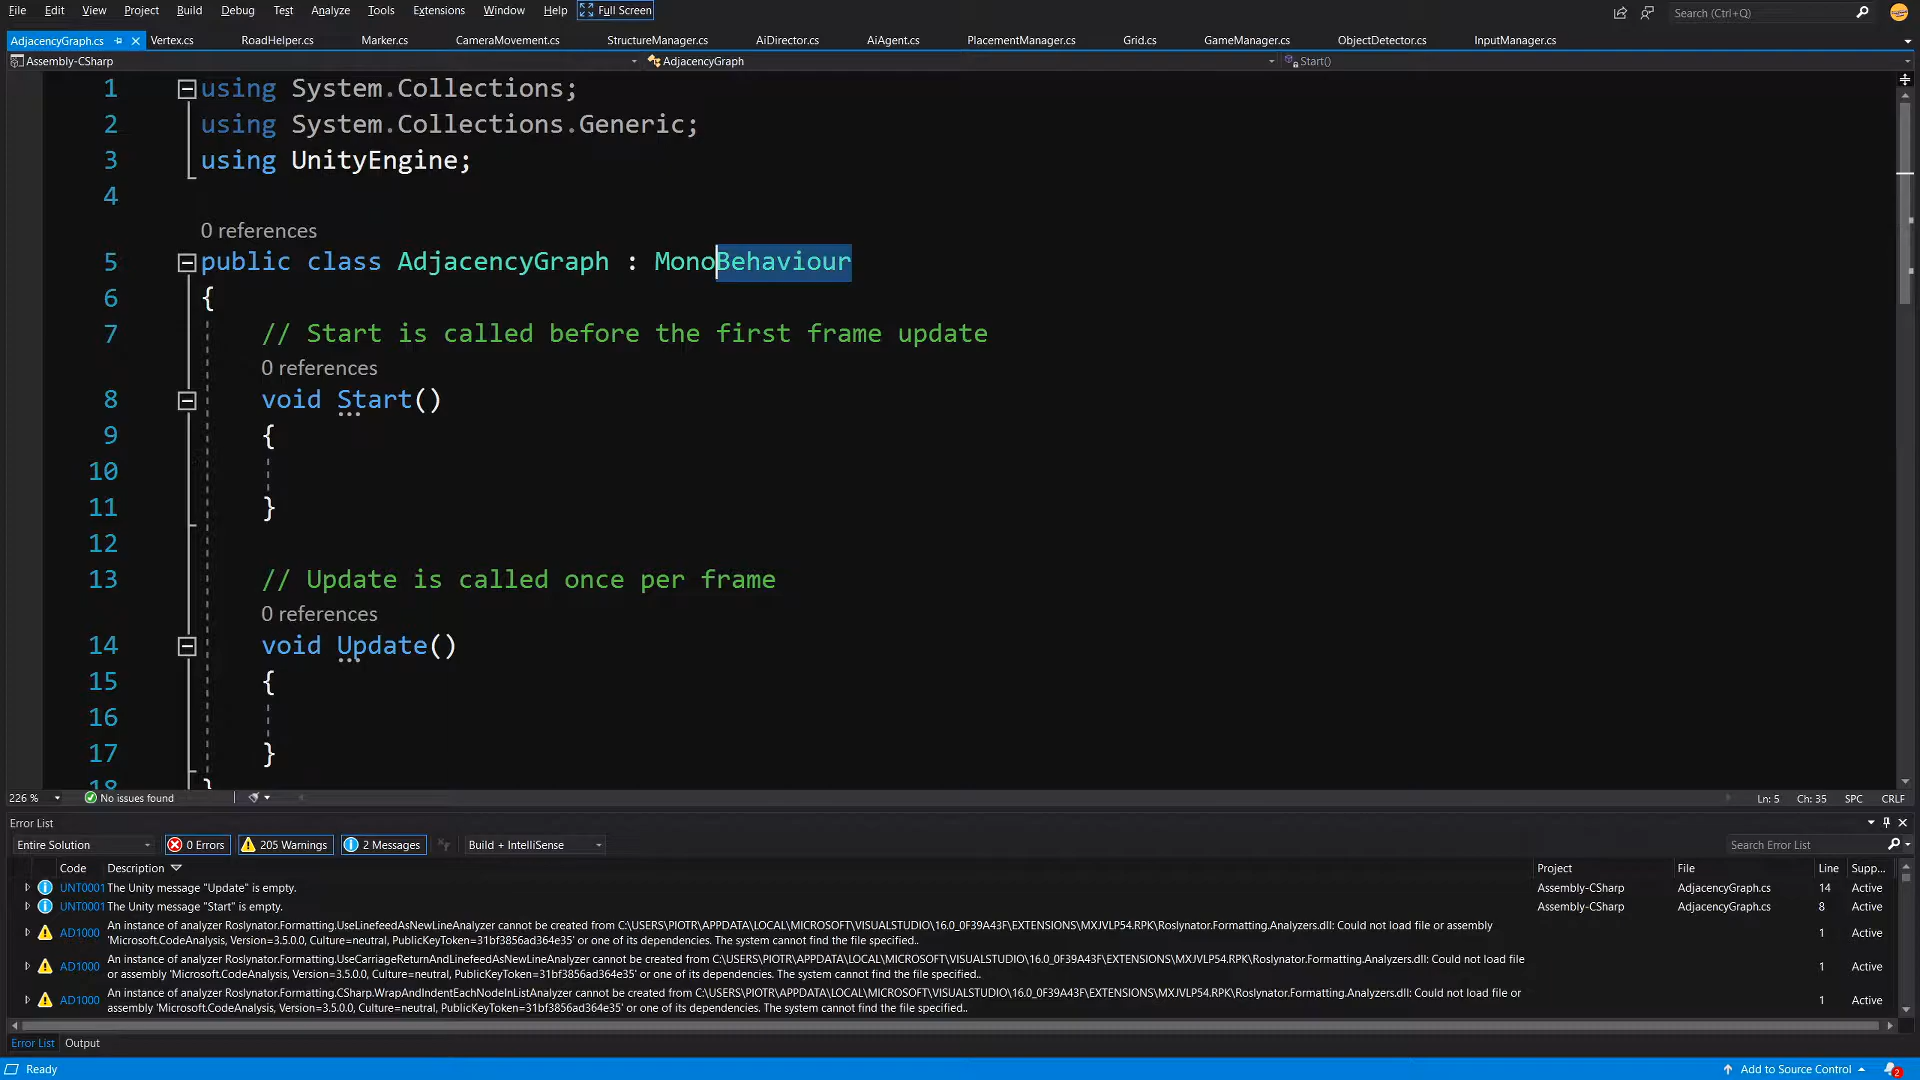 File Edit View Project Build Debug Test Analyze Tools Extensions Window Help Full Screen Search (Ctrl+Q)
AdjacencyGraph.cs Vertex.cs RoadHelper.cs Marker.cs CameraMovement.cs StructureManager.cs AiDirector.cs AiAgent.cs PlacementManager.cs Grid.cs GameManager.cs ObjectDetector.cs InputManager.cs
Assembly-CSharp AdjacencyGraph Start()
1 using System.Collections;
2 using System.Collections.Generic;
3 using UnityEngine;
4
0 references
5 public class AdjacencyGraph : MonoBehaviour
6 {
7 // Start is called before the first frame update
0 references
8 void Start()
9 {
10
11 }
12
13 // Update is called once per frame
0 references
14 void Update()
15 {
16
17 }
18 }
226 % No issues found Ln: 5 Ch: 35 SPC CRLF
Error List
Entire Solution 0 Errors 205 Warnings 2 Messages Build + IntelliSense Search Error List
Code Description Project File Line Supp...
UNT0001 The Unity message "Update" is empty. Assembly-CSharp AdjacencyGraph.cs 14 Active
UNT0001 The Unity message "Start" is empty. Assembly-CSharp AdjacencyGraph.cs 8 Active
An instance of analyzer Roslynator.Formatting.UseLinefeedAsNewLineAnalyzer cannot be created from C:\USERS\PIOTR\APPDATA\LOCAL\MICROSOFT\VISUALSTUDIO\16.0_0F39A43F\EXTENSIONS\MXJVLP54.RPK\Roslynator.Formatting.Analyzers.dll: Could not load file or assembly
AD1000 'Microsoft.CodeAnalysis, Version=3.5.0.0, Culture=neutral, PublicKeyToken=31bf3856ad364e35' or one of its dependencies. The system cannot find the file specified.. 1 Active
An instance of analyzer Roslynator.Formatting.UseCarriageReturnAndLinefeedAsNewLineAnalyzer cannot be created from C:\USERS\PIOTR\APPDATA\LOCAL\MICROSOFT\VISUALSTUDIO\16.0_0F39A43F\EXTENSIONS\MXJVLP54.RPK\Roslynator.Formatting.Analyzers.dll: Could not load file
AD1000 or assembly 'Microsoft.CodeAnalysis, Version=3.5.0.0, Culture=neutral, PublicKeyToken=31bf3856ad364e35' or one of its dependencies. The system cannot find the file specified.. 1 Active
An instance of analyzer Roslynator.Formatting.CSharp.WrapAndIndentEachNodeInListAnalyzer cannot be created from C:\USERS\PIOTR\APPDATA\LOCAL\MICROSOFT\VISUALSTUDIO\16.0_0F39A43F\EXTENSIONS\MXJVLP54.RPK\Roslynator.Formatting.Analyzers.dll: Could not load file or
AD1000 assembly 'Microsoft.CodeAnalysis, Version=3.5.0.0, Culture=neutral, PublicKeyToken=31bf3856ad364e35' or one of its dependencies. The system cannot find the file specified.. 1 Active
Error List Output
Ready Add to Source Control 2